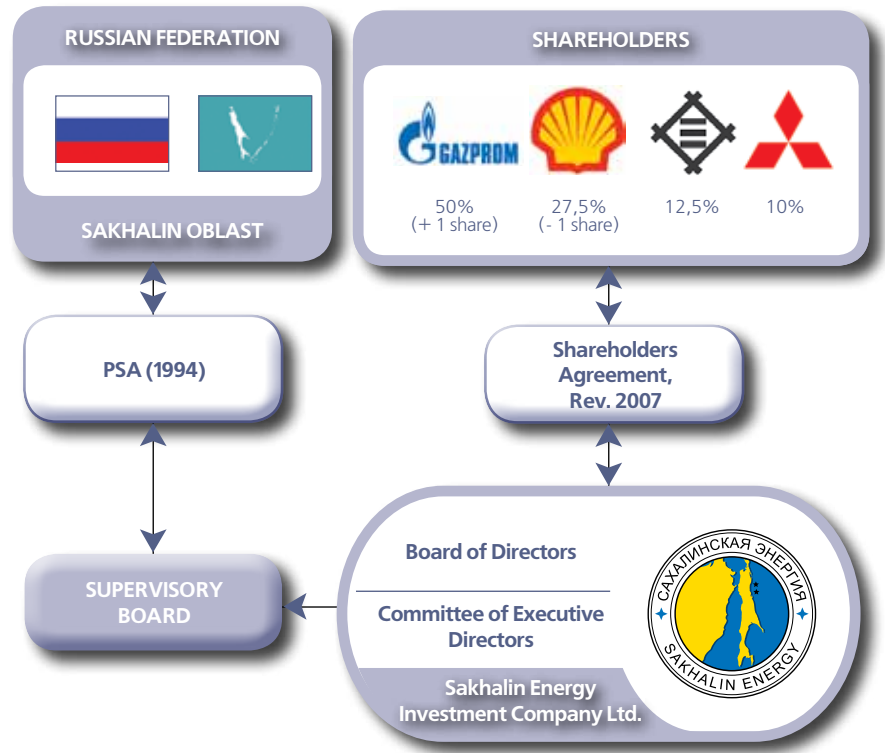 RUSSIAN FEDERATION
SAKHALIN OBLAST
SHAREHOLDERS
GAZPROM
50%
(+ 1 share)
27,5%
(- 1 share)
12,5%
10%
PSA (1994)
Shareholders
Agreement,
Rev. 2007
SUPERVISORY
BOARD
Board of Directors
Committee of Executive
Directors
Sakhalin Energy
Investment Company Ltd.
САХАЛИНСКАЯ ЭНЕРГИЯ
SAKHALIN ENERGY